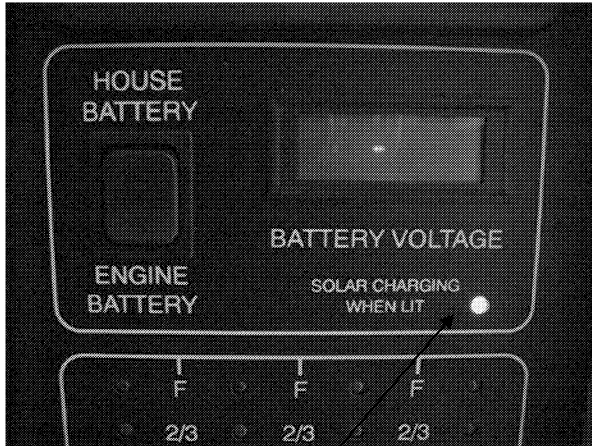 HOUSE
BATTERY
BATTERY VOLTAGE
ENGINE
BATTERY
SOLAR CHARGING
WHEN LIT
F F F
2/3 2/3 2/3